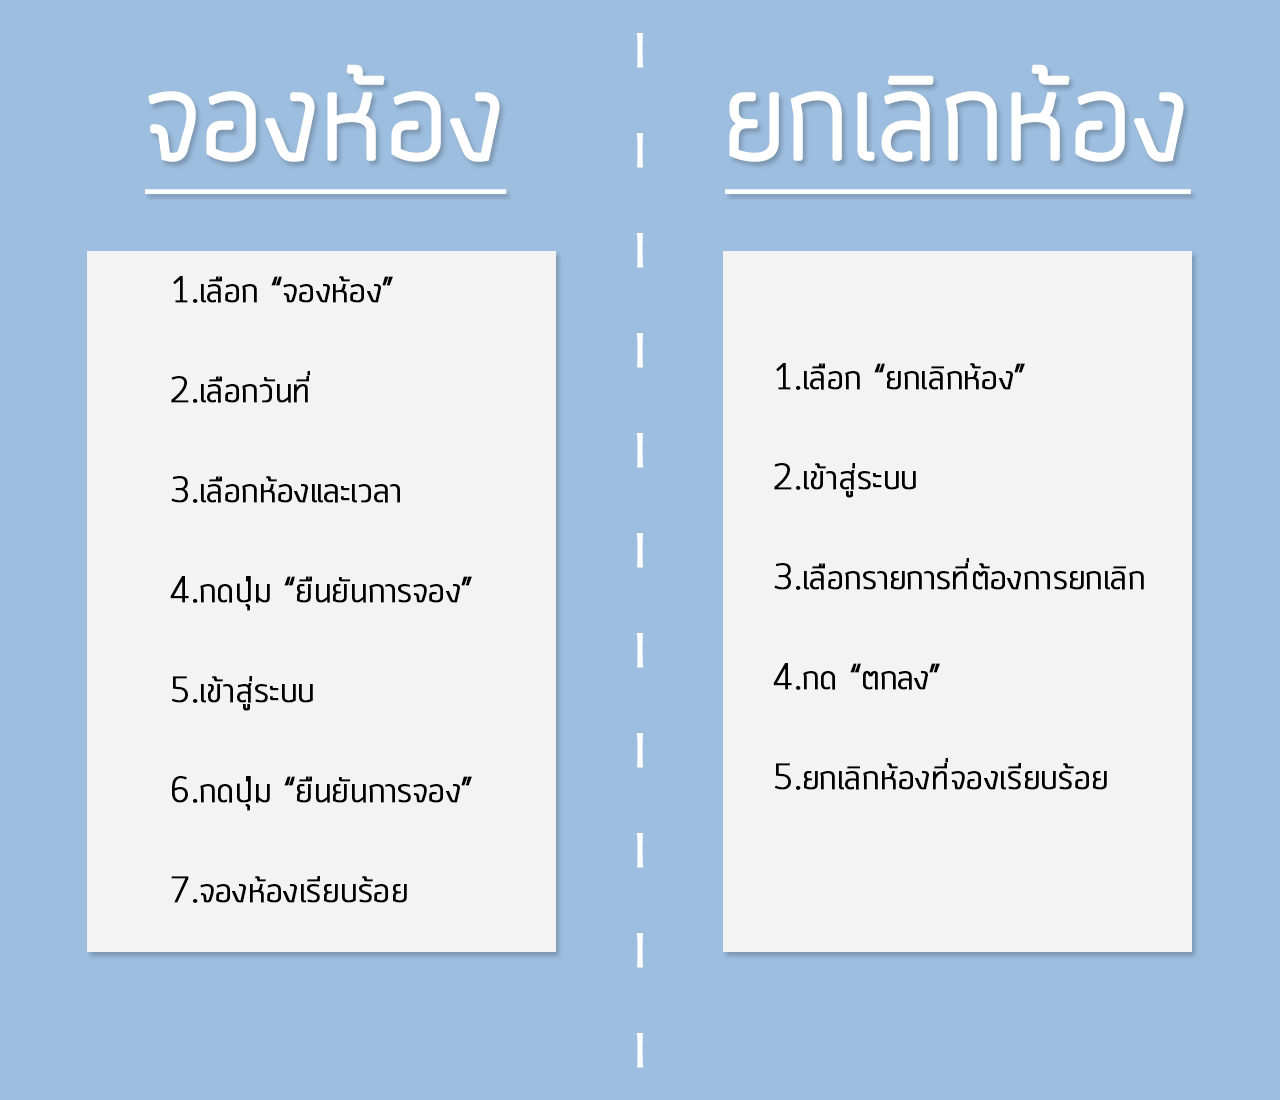 จองห้อง
1.เลือก “จองห้อง”
2.เลือกวันที่
3.เลือกห้องและเวลา
4.กดปุ่ม “ยืนยันการจอง”
5.เข้าสู่ระบบ
6.กดปุ่ม “ยืนยันการจอง”
7.จองห้องเรียบร้อย
ยกเลิกห้อง
1.เลือก “ยกเลิกห้อง”
2.เข้าสู่ระบบ
3.เลือกรายการที่ต้องการยกเลิก
4.กด “ตกลง”
5.ยกเลิกห้องที่จองเรียบร้อย